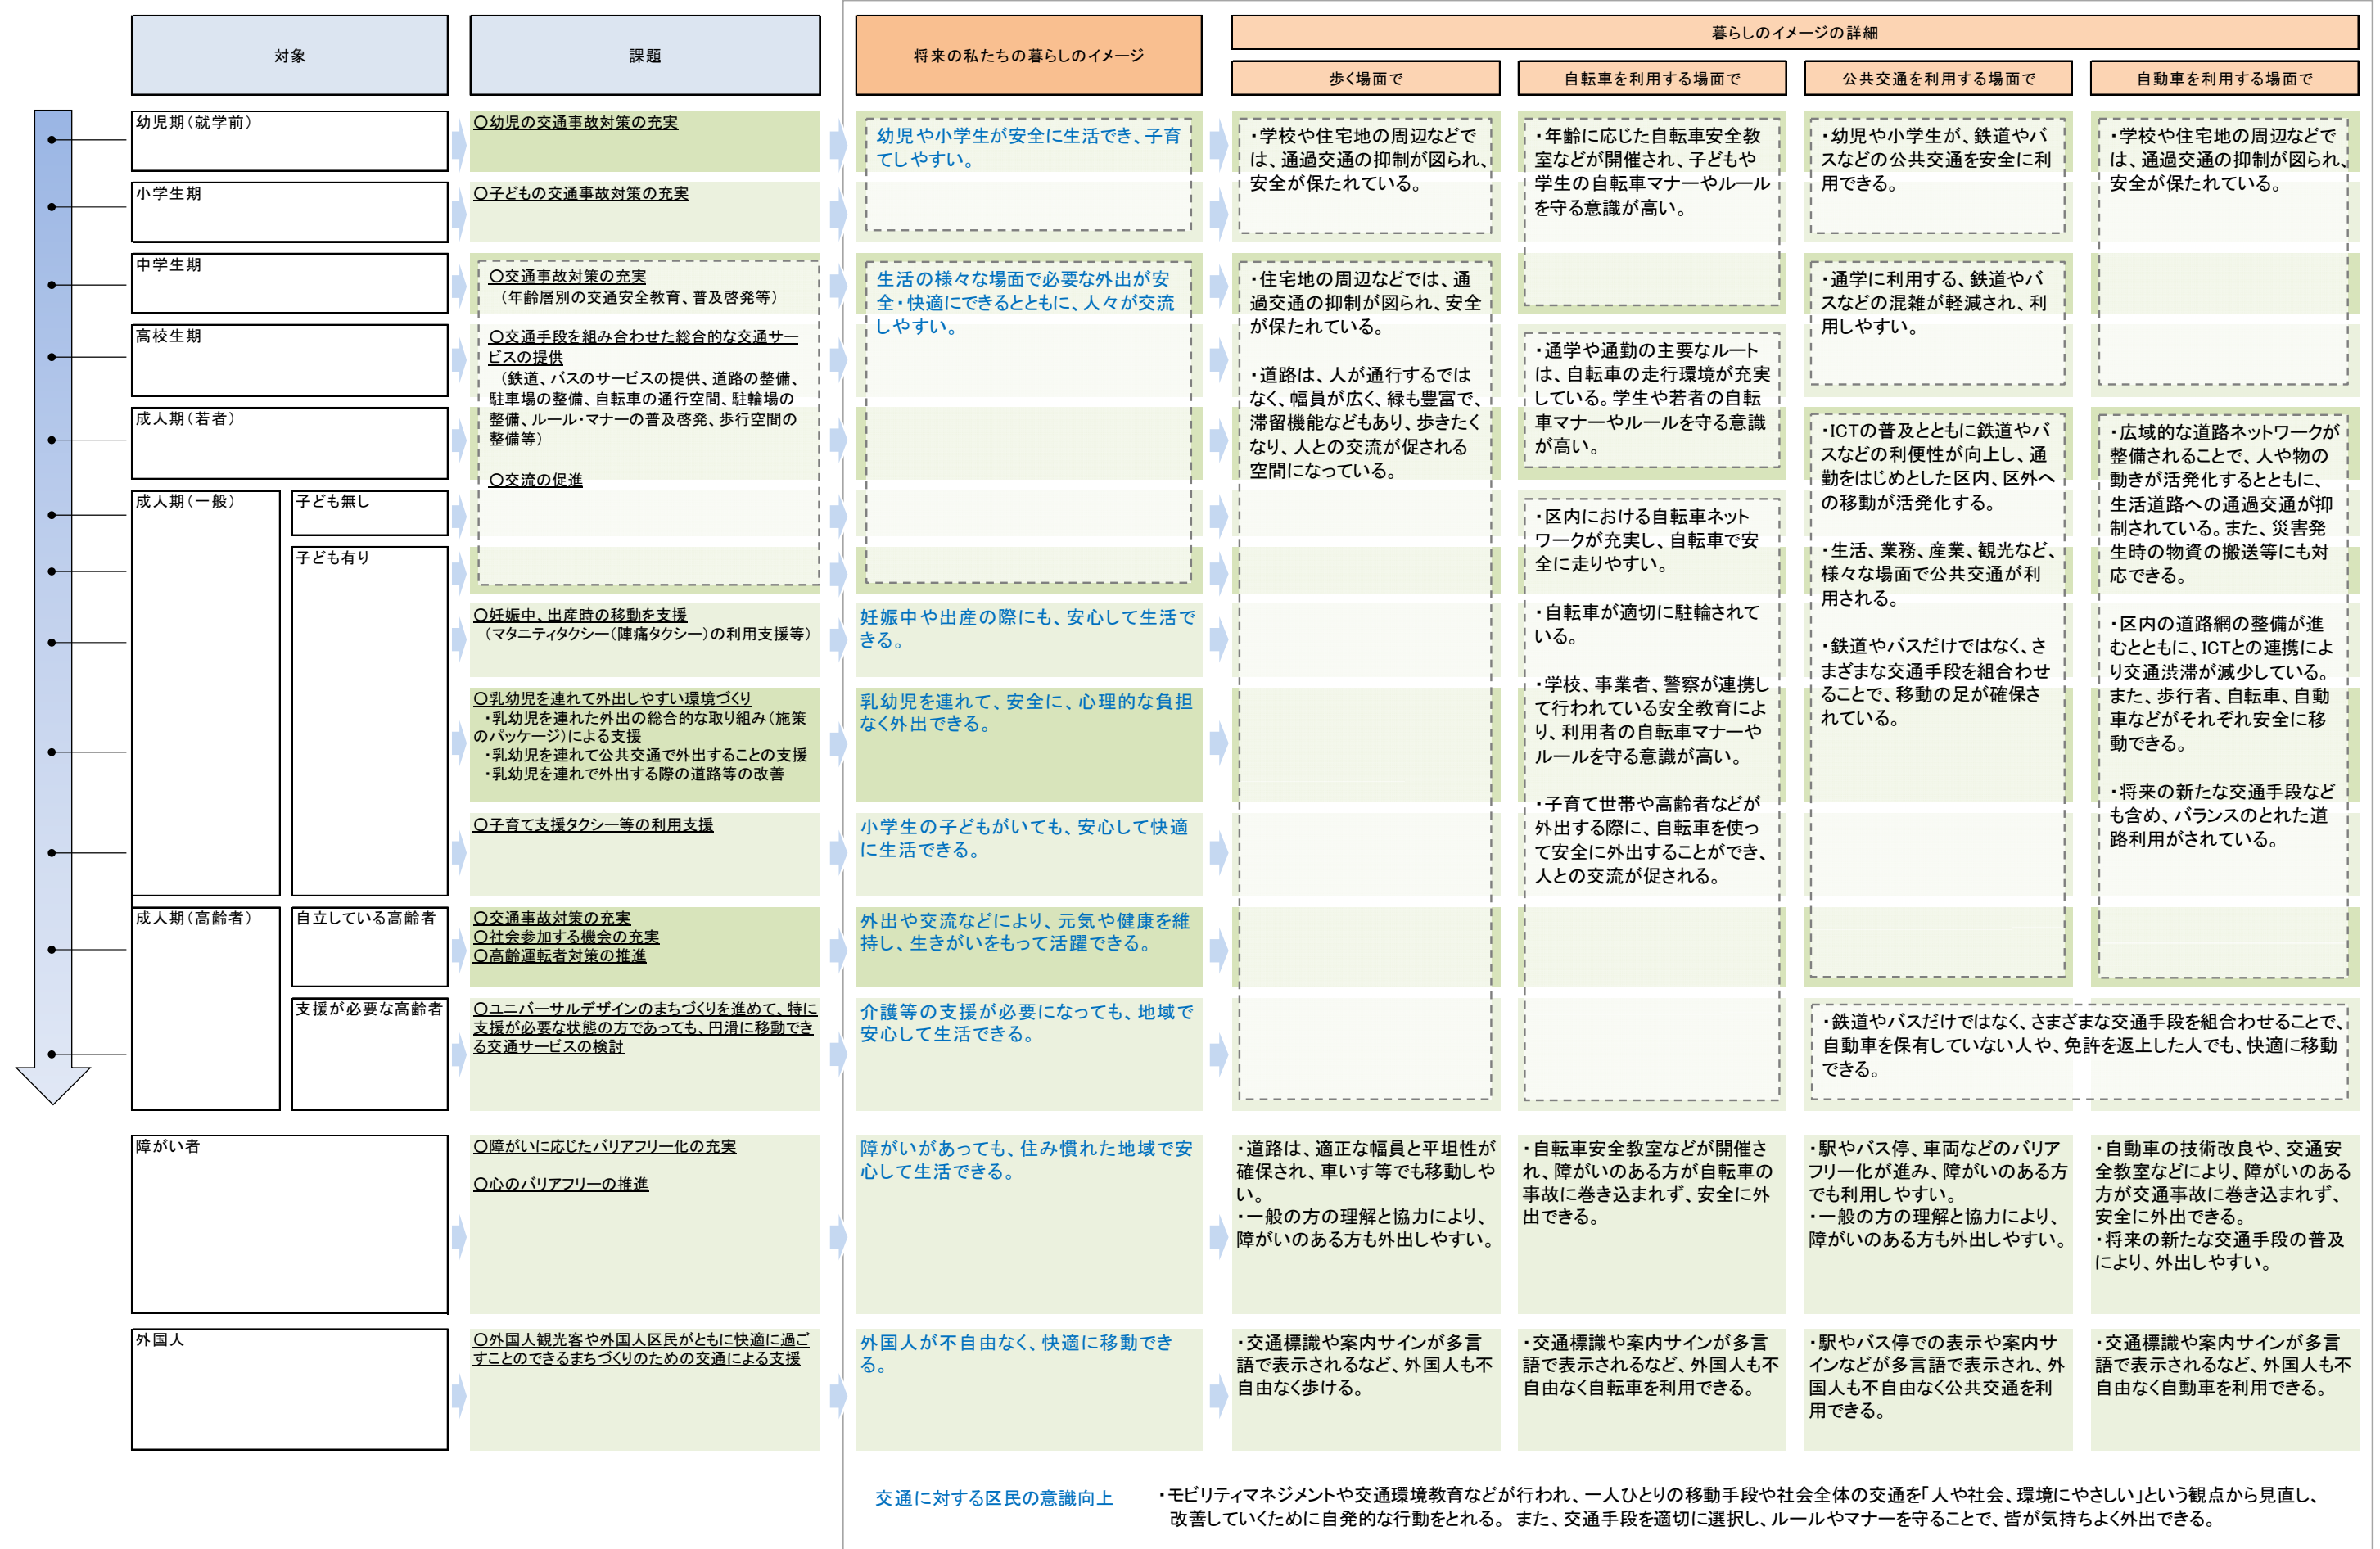 対象
課題
将来の私たちの暮らしのイメージ
暮らしのイメージの詳細
歩く場面で
自転車を利用する場面で
公共交通を利用する場面で
自動車を利用する場面で
幼児期(就学前)
○幼児の交通事故対策の充実
小学生期
○子どもの交通事故対策の充実
幼児や小学生が安全に生活でき、子育
てしやすい。
・学校や住宅地の周辺などで
は、通過交通の抑制が図られ、
安全が保たれている。
・年齢に応じた自転車安全教
室などが開催され、子どもや
学生の自転車マナーやルール
を守る意識が高い。
・幼児や小学生が、鉄道やバ
スなどの公共交通を安全に利
用できる。
・学校や住宅地の周辺などで
は、通過交通の抑制が図られ、
安全が保たれている。
中学生期
高校生期
成人期(若者)
成人期(一般)
子ども無し
子ども有り
○交通事故対策の充実
(年齢層別の交通安全教育、普及啓発等)
○交通手段を組み合わせた総合的な交通サー
ビスの提供
(鉄道、バスのサービスの提供、道路の整備、
駐車場の整備、自転車の通行空間、駐輪場の
整備、ルール・マナーの普及啓発、歩行空間の
整備等)
○交流の促進
生活の様々な場面で必要な外出が安
全・快適にできるとともに、人々が交流
しやすい。
・住宅地の周辺などでは、通
過交通の抑制が図られ、安全
が保たれている。
・道路は、人が通行するでは
なく、幅員が広く、緑も豊富で、
滞留機能などもあり、歩きたく
なり、人との交流が促される
空間になっている。
・通学や通勤の主要なルート
は、自転車の走行環境が充実
している。学生や若者の自転
車マナーやルールを守る意識
が高い。
・区内における自転車ネット
ワークが充実し、自転車で安
全に走りやすい。
・自転車が適切に駐輪されて
いる。
・学校、事業者、警察が連携し
て行われている安全教育によ
り、利用者の自転車マナーや
ルールを守る意識が高い。
・子育て世帯や高齢者などが
外出する際に、自転車を使っ
て安全に外出することができ、
人との交流が促される。
・通学に利用する、鉄道やバ
スなどの混雑が軽減され、利
用しやすい。
・ICTの普及とともに鉄道やバ
スなどの利便性が向上し、通
勤をはじめとした区内、区外へ
の移動が活発化する。
・生活、業務、産業、観光など、
様々な場面で公共交通が利
用される。
・鉄道やバスだけではなく、さ
まざまな交通手段を組合わせ
ることで、移動の足が確保さ
れている。
・広域的な道路ネットワークが
整備されることで、人や物の
動きが活発化するとともに、
生活道路への通過交通が抑
制されている。また、災害発
生時の物資の搬送等にも対
応できる。
・区内の道路網の整備が進
むとともに、ICTとの連携によ
り交通渋滞が減少している。
また、歩行者、自転車、自動
車などがそれぞれ安全に移
動できる。
・将来の新たな交通手段など
も含め、バランスのとれた道
路利用がされている。
○妊娠中、出産時の移動を支援
(マタニティタクシー(陣痛タクシー)の利用支援等)
妊娠中や出産の際にも、安心して生活で
きる。
○乳幼児を連れて外出しやすい環境づくり
・乳幼児を連れた外出の総合的な取り組み(施策
のパッケージ)による支援
・乳幼児を連れて公共交通で外出することの支援
・乳幼児を連れで外出する際の道路等の改善
乳幼児を連れて、安全に、心理的な負担
なく外出できる。
○子育て支援タクシー等の利用支援
小学生の子どもがいても、安心して快適
に生活できる。
成人期(高齢者)
自立している高齢者
○交通事故対策の充実
○社会参加する機会の充実
○高齢運転者対策の推進
外出や交流などにより、元気や健康を維
持し、生きがいをもって活躍できる。
支援が必要な高齢者
○ユニバーサルデザインのまちづくりを進めて、特に
支援が必要な状態の方であっても、円滑に移動でき
る交通サービスの検討
介護等の支援が必要になっても、地域で
安心して生活できる。
・鉄道やバスだけではなく、さまざまな交通手段を組合わせることで、
自動車を保有していない人や、免許を返上した人でも、快適に移動
できる。
障がい者
○障がいに応じたバリアフリー化の充実
○心のバリアフリーの推進
障がいがあっても、住み慣れた地域で安
心して生活できる。
・道路は、適正な幅員と平坦性が
確保され、車いす等でも移動しや
い。
・一般の方の理解と協力により、
障がいのある方も外出しやすい。
・自転車安全教室などが開催さ
れ、障がいのある方が自転車の
事故に巻き込まれず、安全に外
出できる。
・駅やバス停、車両などのバリア
フリー化が進み、障がいのある方
でも利用しやすい。
・一般の方の理解と協力により、
障がいのある方も外出しやすい。
・自動車の技術改良や、交通安
全教室などにより、障がいのある
方が交通事故に巻き込まれず、
安全に外出できる。
・将来の新たな交通手段の普及
により、外出しやすい。
外国人
○外国人観光客や外国人区民がともに快適に過ご
すことのできるまちづくりのための交通による支援
外国人が不自由なく、快適に移動でき
る。
・交通標識や案内サインが多言
語で表示されるなど、外国人も不
自由なく歩ける。
・交通標識や案内サインが多言
語で表示されるなど、外国人も不
自由なく自転車を利用できる。
・駅やバス停での表示や案内サ
インなどが多言語で表示され、外
国人も不自由なく公共交通を利
用できる。
・交通標識や案内サインが多言
語で表示されるなど、外国人も不
自由なく自動車を利用できる。
交通に対する区民の意識向上
・モビリティマネジメントや交通環境教育などが行われ、一人ひとりの移動手段や社会全体の交通を「人や社会、環境にやさしい」という観点から見直し、
改善していくために自発的な行動をとれる。 また、交通手段を適切に選択し、ルールやマナーを守ることで、皆が気持ちよく外出できる。